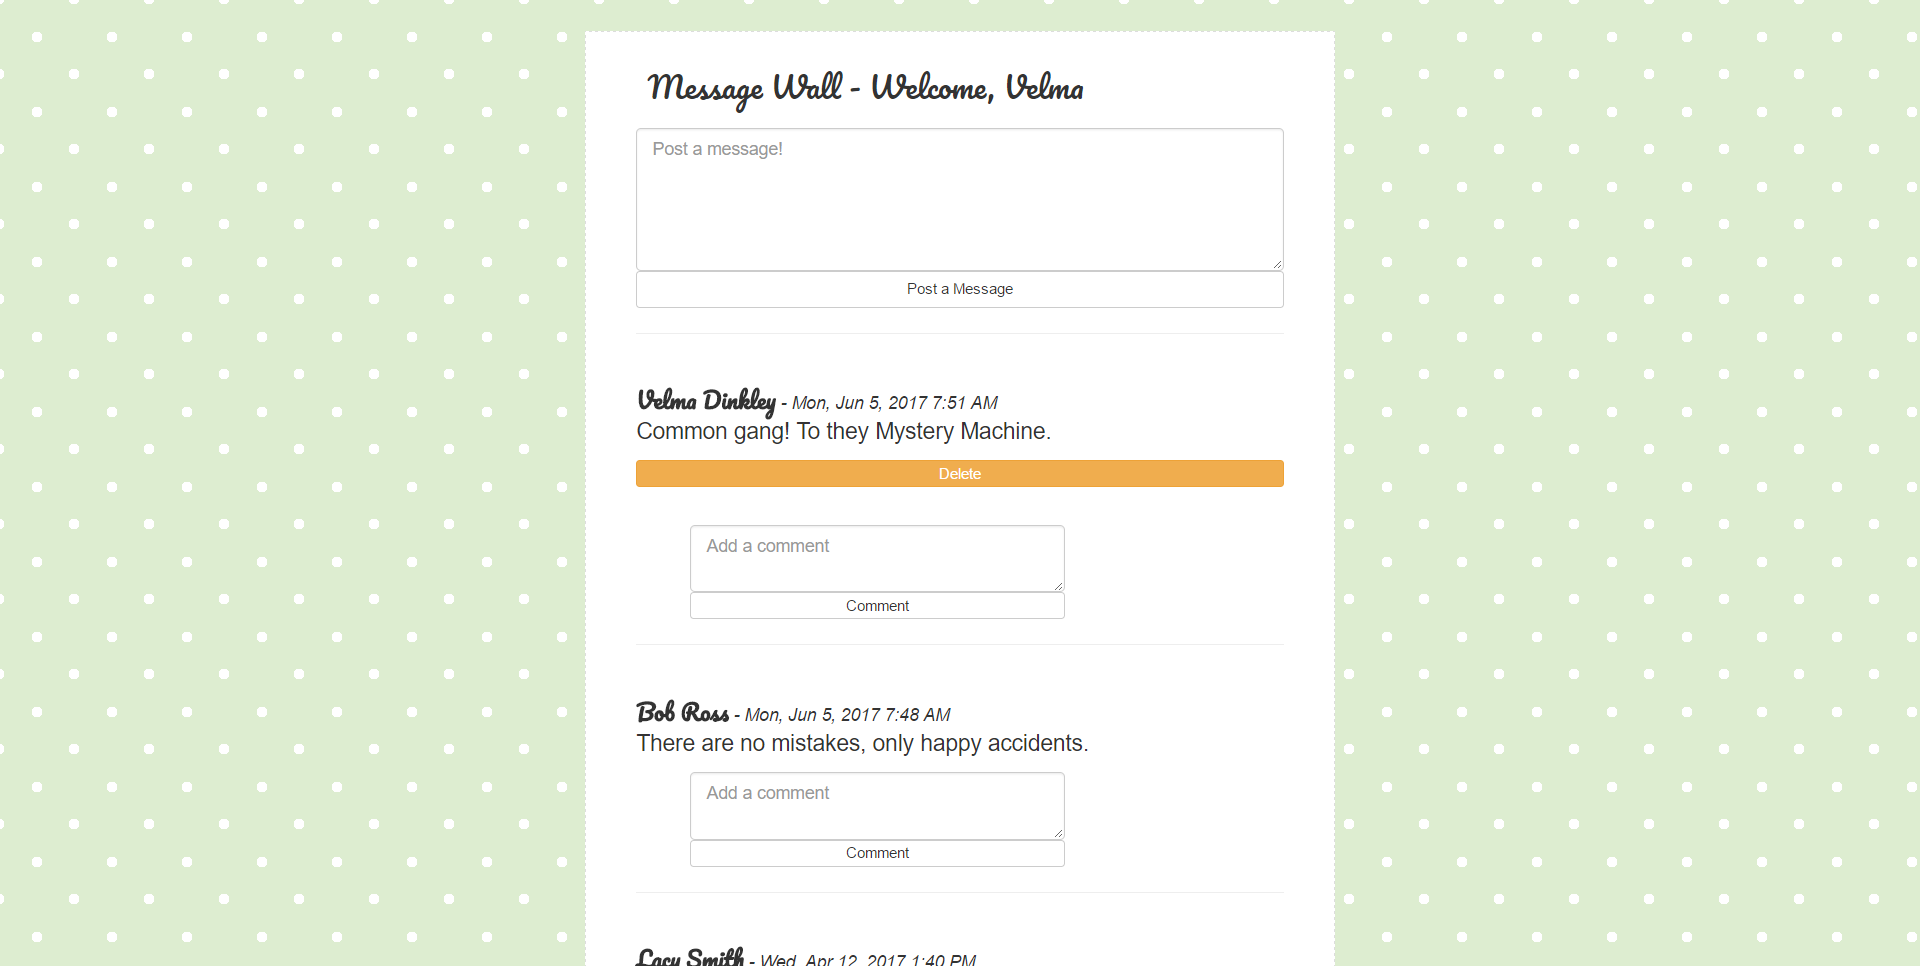 Message Wall - Welcome, Velma
Post a message!
Post a Message
Velma Dinkley - Mon, Jun 5, 2017 7:51 AM
Common gang! To they Mystery Machine.
Delete
Add a comment
Comment
Bob Ross - Mon, Jun 5, 2017 7:48 AM
There are no mistakes, only happy accidents.
Add a comment
Comment
Lacy Smith - Wed, Apr 12, 2017 1:40 PM